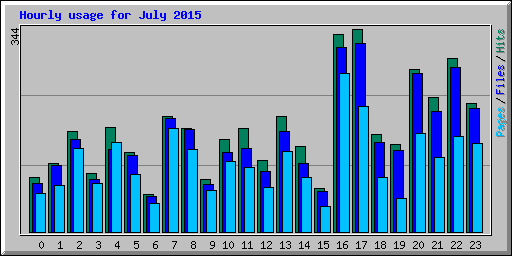 Hourly usage for July 2015
344
Pages / Files / Hits
0 1 2 3 4 5 6 7 8 9 10 11 12 13 14 15 16 17 18 19 20 21 22 23